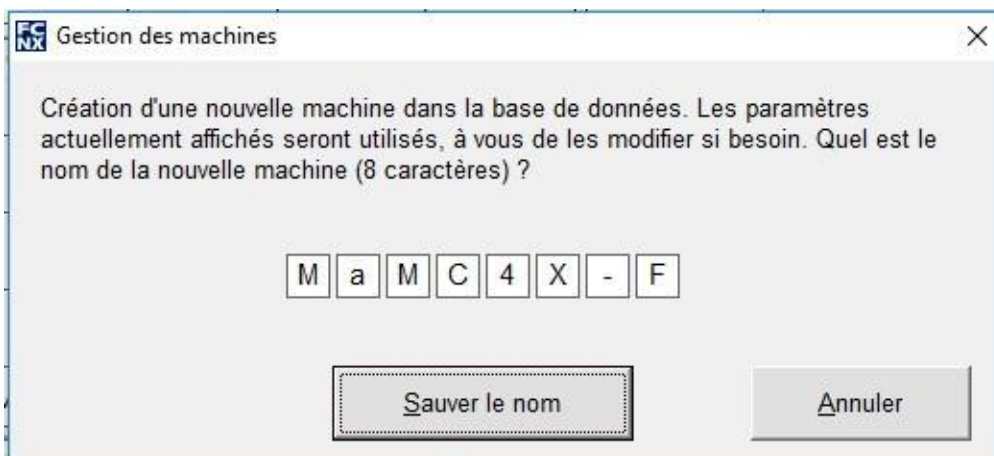 FC
NX
Gestion des machines
Création d'une nouvelle machine dans la base de données. Les paramètres
actuellement affichés seront utilisés, à vous de les modifier si besoin. Quel est le
nom de la nouvelle machine (8 caractères) ?
M a M C 4 X - F
Sauver le nom Annuler